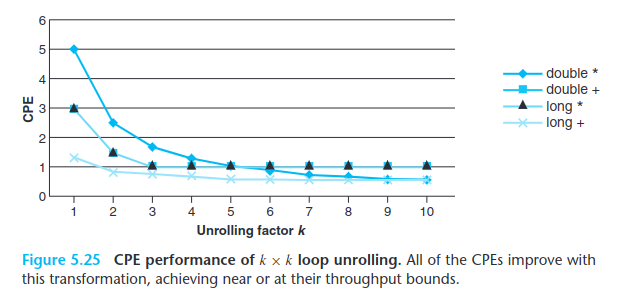 6
5
4
3
2
1
0
CPE
1 2 3 4 5 6 7 8 9 10
Unrolling factor k
double *
double +
long *
long +
Figure 5.25 CPE performance of k × k loop unrolling. All of the CPEs improve with
this transformation, achieving near or at their throughput bounds.